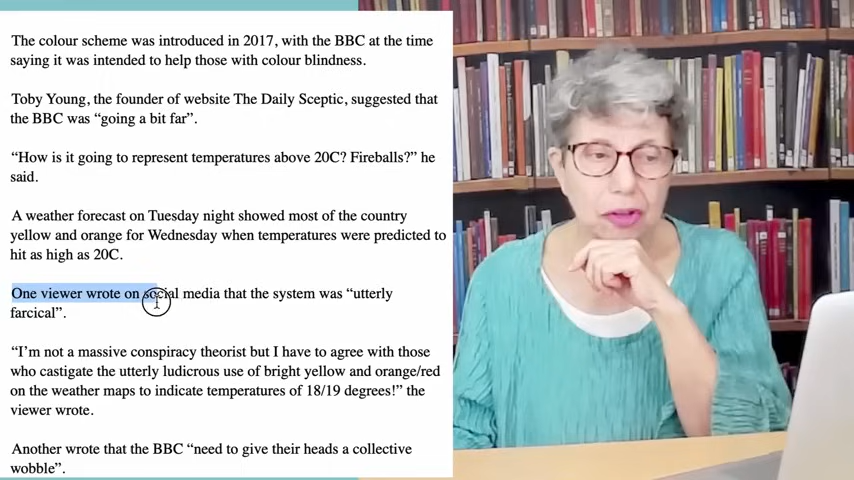 The colour scheme was introduced in 2017, with the BBC at the time
saying it was intended to help those with colour blindness.
Toby Young, the founder of website The Daily Sceptic, suggested that
the BBC was “going a bit far”.
“How is it going to represent temperatures above 20C? Fireballs?” he
said.
A weather forecast on Tuesday night showed most of the country
yellow and orange for Wednesday when temperatures were predicted to
hit as high as 20C.
One viewer wrote on social media that the system was “utterly
farcical”.
“I’m not a massive conspiracy theorist but I have to agree with those
who castigate the utterly ludicrous use of bright yellow and orange/red
on the weather maps to indicate temperatures of 18/19 degrees!” the
viewer wrote.
Another wrote that the BBC “need to give their heads a collective
wobble”.